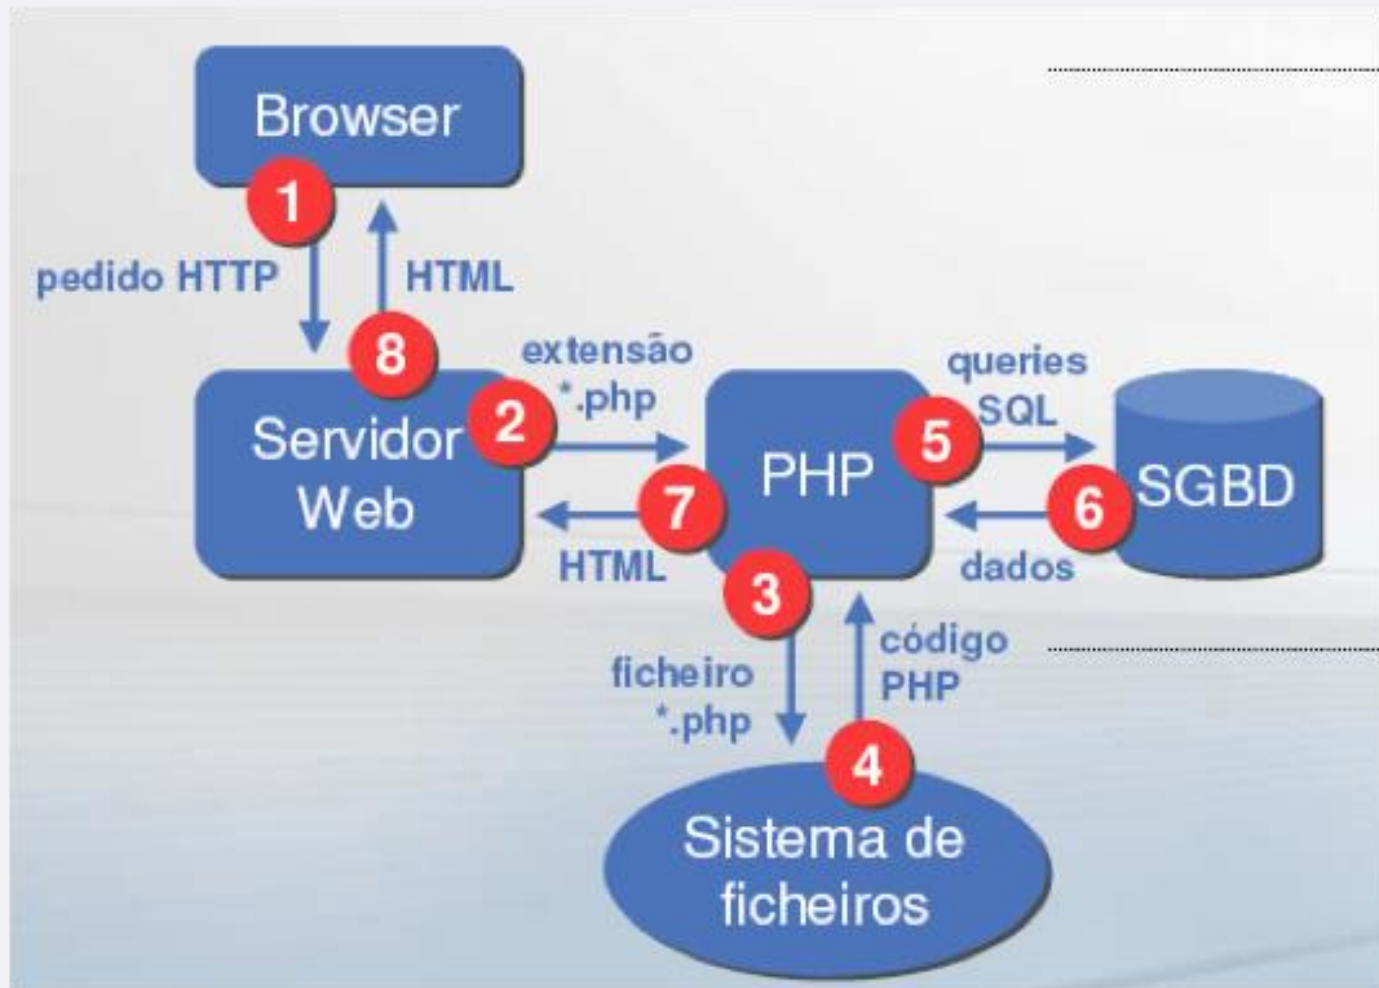 Browser
1
pedido HTTP
HTML
8
extensão
*.php
queries
SQL
Servidor
Web
2
PHP
5
SGBD
7
6
HTML
dados
3
ficheiro
*.php
código
PHP
4
Sistema de
ficheiros